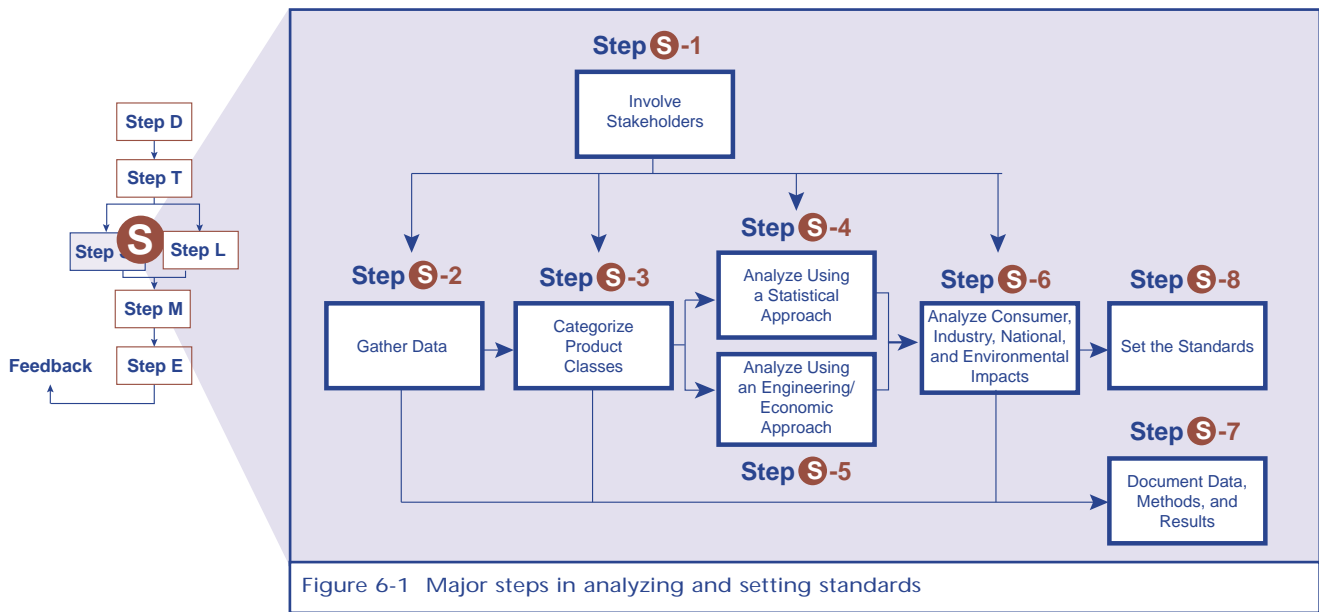 Step D
Step T
Step S
Step L
Step M
Step E
Feedback
Step S-1
Involve
Stakeholders
Step S-2
Gather Data
Step S-3
Categorize
Product
Classes
Step S-4
Analyze Using
a Statistical
Approach
Analyze Using
an Engineering/
Economic
Approach
Step S-5
Step S-6
Analyze Consumer,
Industry, National,
and Environmental
Impacts
Step S-8
Set the Standards
Step S-7
Document Data,
Methods, and
Results
Figure 6-1 Major steps in analyzing and setting standards